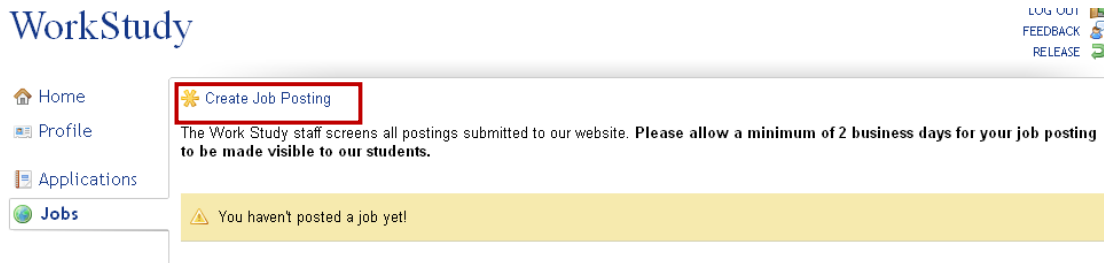 WorkStudy
LOG OUT
FEEDBACK
RELEASE
Home
Profile
Applications
Jobs
Create Job Posting
The Work Study staff screens all postings submitted to our website. Please allow a minimum of 2 business days for your job posting
to be made visible to our students.
You haven't posted a job yet!